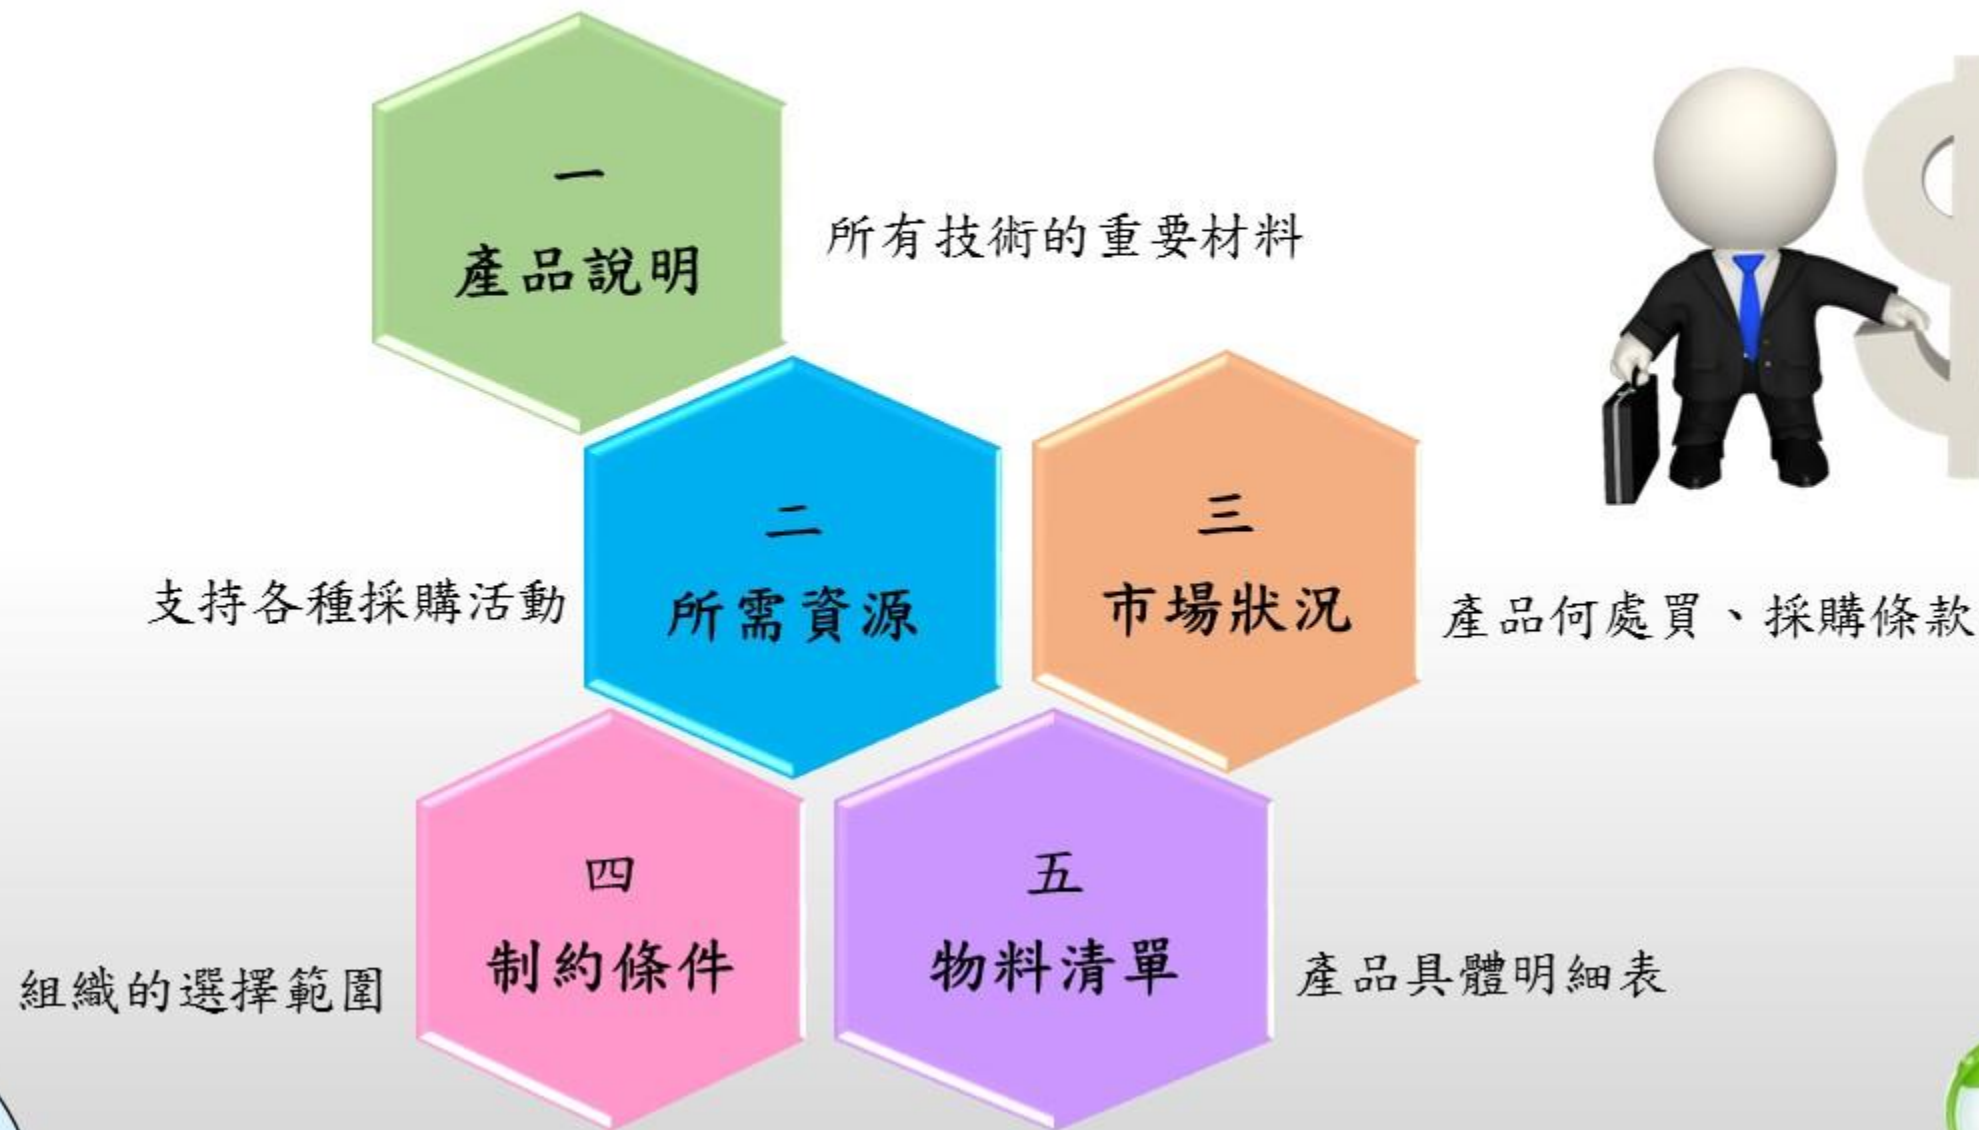 一
產品說明
所有技術的重要材料
二
所需資源
支持各種採購活動
三
市場狀況
產品何處買、採購條款
四
制約條件
組織的選擇範圍
五
物料清單
產品具體明細表